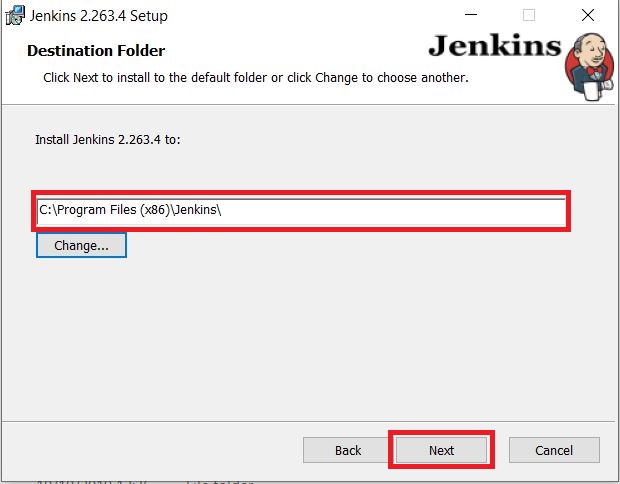 Jenkins 2.263.4 Setup
Destination Folder
Jenkins
Click Next to install to the default folder or click Change to choose another.
Install Jenkins 2.263.4 to:
C:\Program Files (x86)\Jenkins\
Change...
Back Next Cancel